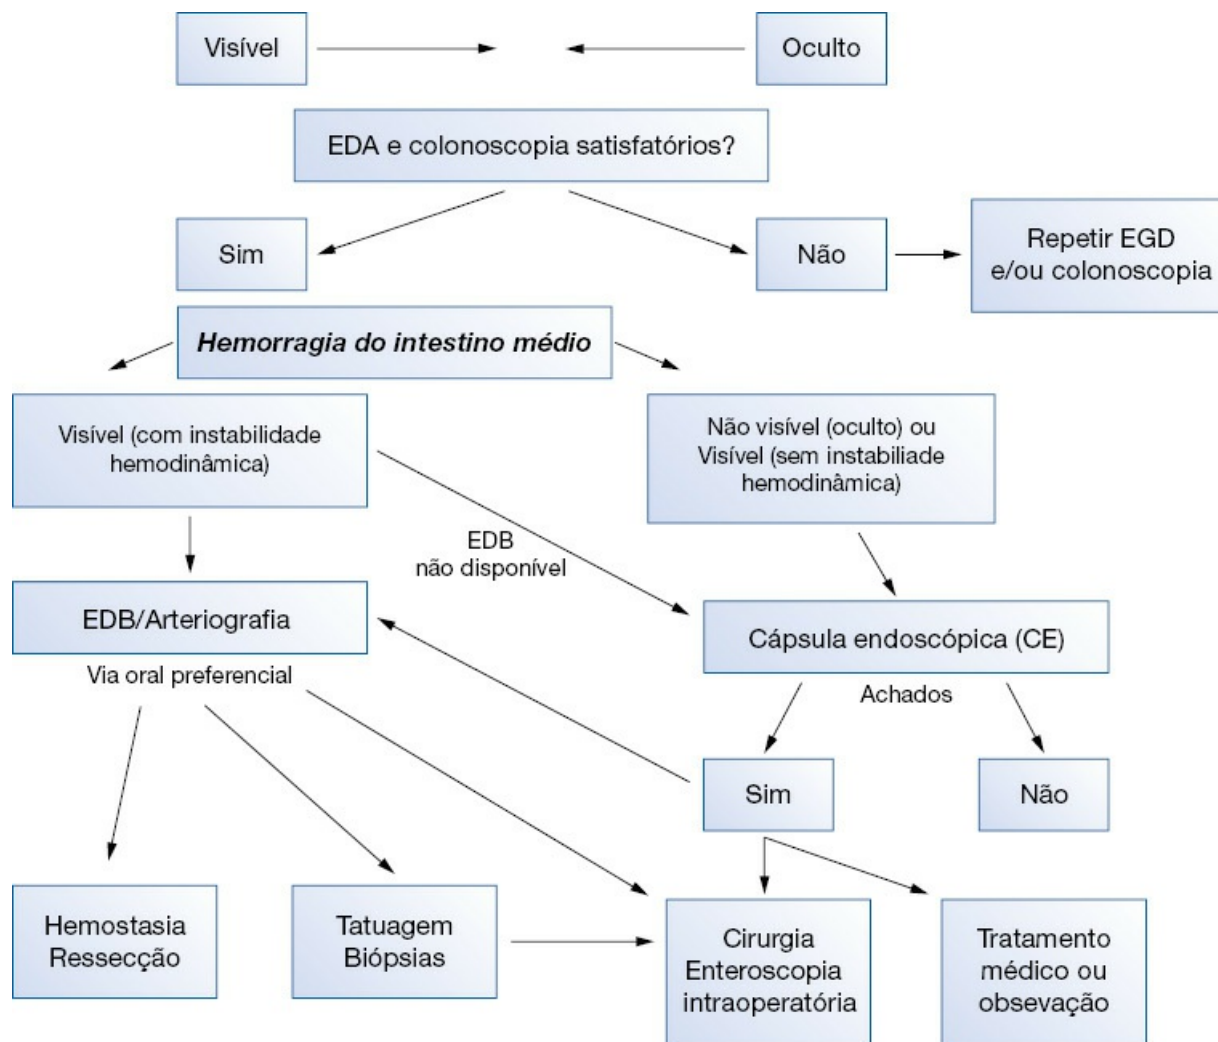 Visível
Oculto
EDA e colonoscopia satisfatórios?
Sim
Não
Repetir EGD
e/ou colonoscopia
Hemorragia do intestino médio
Visível (com instabilidade
hemodinâmica)
Não visível (oculto) ou
Visível (sem instabiliade
hemodinâmica)
EDB
não disponível
EDB/Arteriografia
Via oral preferencial
Cápsula endoscópica (CE)
Achados
Sim
Não
Hemostasia
Ressecção
Tatuagem
Biópsias
Cirurgia
Enteroscopia
intraoperatória
Tratamento
médico ou
obsevação